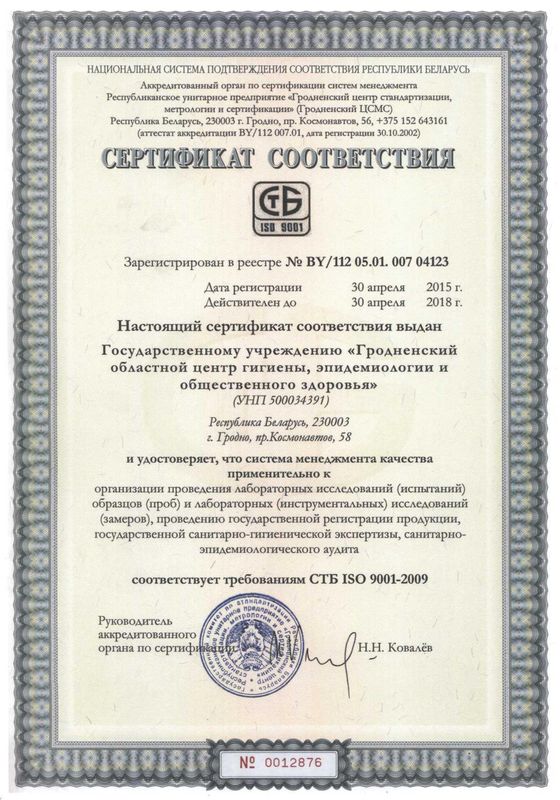 НАЦИОНАЛЬНАЯ СИСТЕМА ПОДТВЕРЖДЕНИЯ СООТВЕТСТВИЯ РЕСПУБЛИКИ БЕЛАРУСЬ
Аккредитованный орган по сертификации систем менеджмента
Республиканское унитарное предприятие «Гродненский центр стандартизации,
метрологии и сертификации» (Гродненский ЦСМС)
Республика Беларусь, 230003 г. Гродно, пр. Космонавтов, 56, +375 152 643161
(аттестат аккредитации BY/112 007.01, дата регистрации 30.10.2002)
СЕРТИФИКАТ СООТВЕТСТВИЯ
СТБ
ISO 9001
Зарегистрирован в реестре № BY/112 05.01. 007 04123
Дата регистрации 30 апреля 2015 г.
Действителен до 30 апреля 2018 г.
Настоящий сертификат соответствия выдан
Государственному учреждению «Гродненский
областной центр гигиены, эпидемиологии и
общественного здоровья»
(УНП 500034391)
Республика Беларусь, 230003
г. Гродно, пр.Космонавтов, 58
и удостоверяет, что система менеджмента качества
применительно к
организации проведения лабораторных исследований (испытаний)
образцов (проб) и лабораторных (инструментальных) исследований
(замеров), проведению государственной регистрации продукции,
государственной санитарно-гигиенической экспертизы, санитарно-
эпидемиологического аудита
соответствует требованиям СТБ ISO 9001-2009
Руководитель
аккредитованного
органа по сертификации Н.Н. Ковалёв
№ 0012876